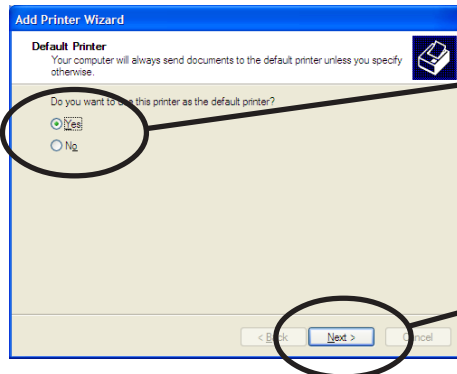 Add Printer Wizard
Default Printer
Your computer will always send documents to the default printer unless you specify
otherwise.
Do you want to use this printer as the default printer?
Yes
No
< Back Next > Cancel